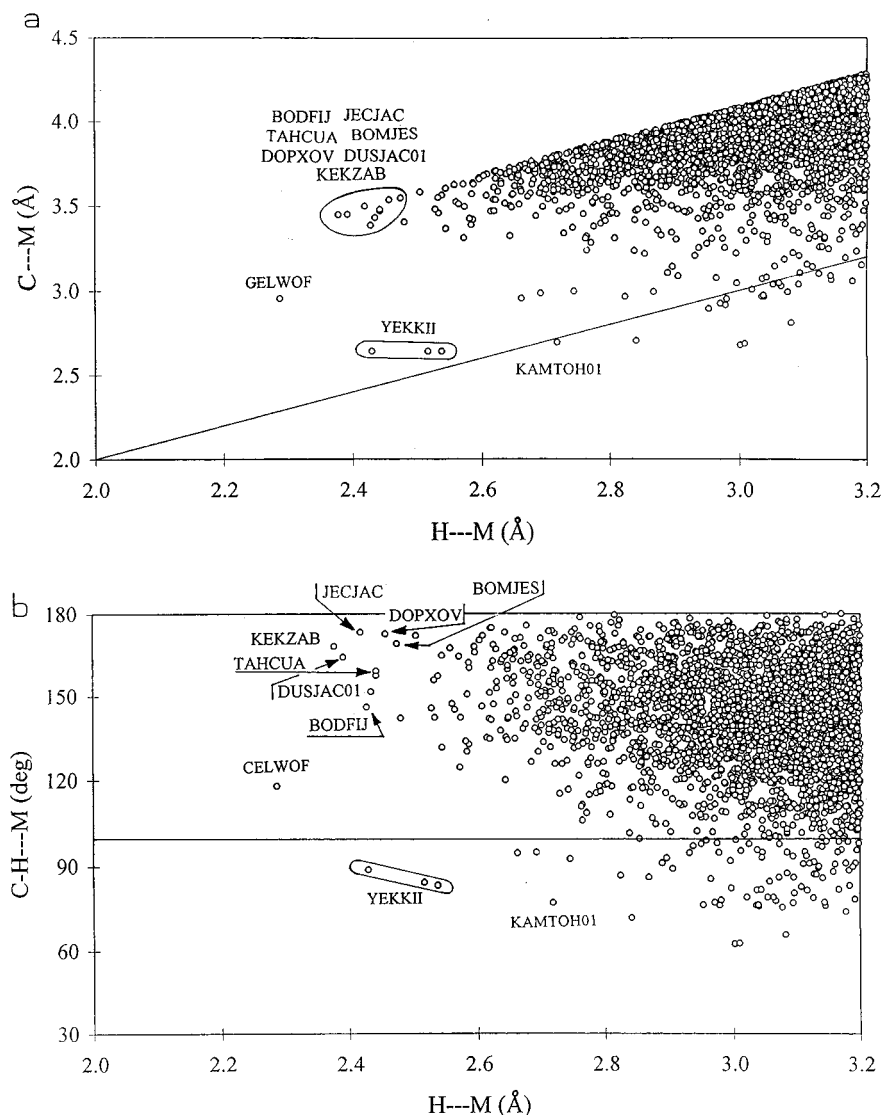 a
4.5
4.0
3.5
3.0
2.5
2.0
C---M (Å)
BODFIJ JECJAC
TAHCUA BOMJES
DOPXOV DUSJAC01
KEKZAB
GELWOF
YEKKII
KAMTOH01
2.0 2.2 2.4 2.6 2.8 3.0 3.2
H---M (Å)
b
180
150
120
90
60
30
C-H---M (deg)
JECJAC
BOMJES
DOPXOV
KEKZAB
TAHCUA
DUSJAC01
BODFIJ
CELWOF
YEKKII
KAMTOH01
2.0 2.2 2.4 2.6 2.8 3.0 3.2
H---M (Å)